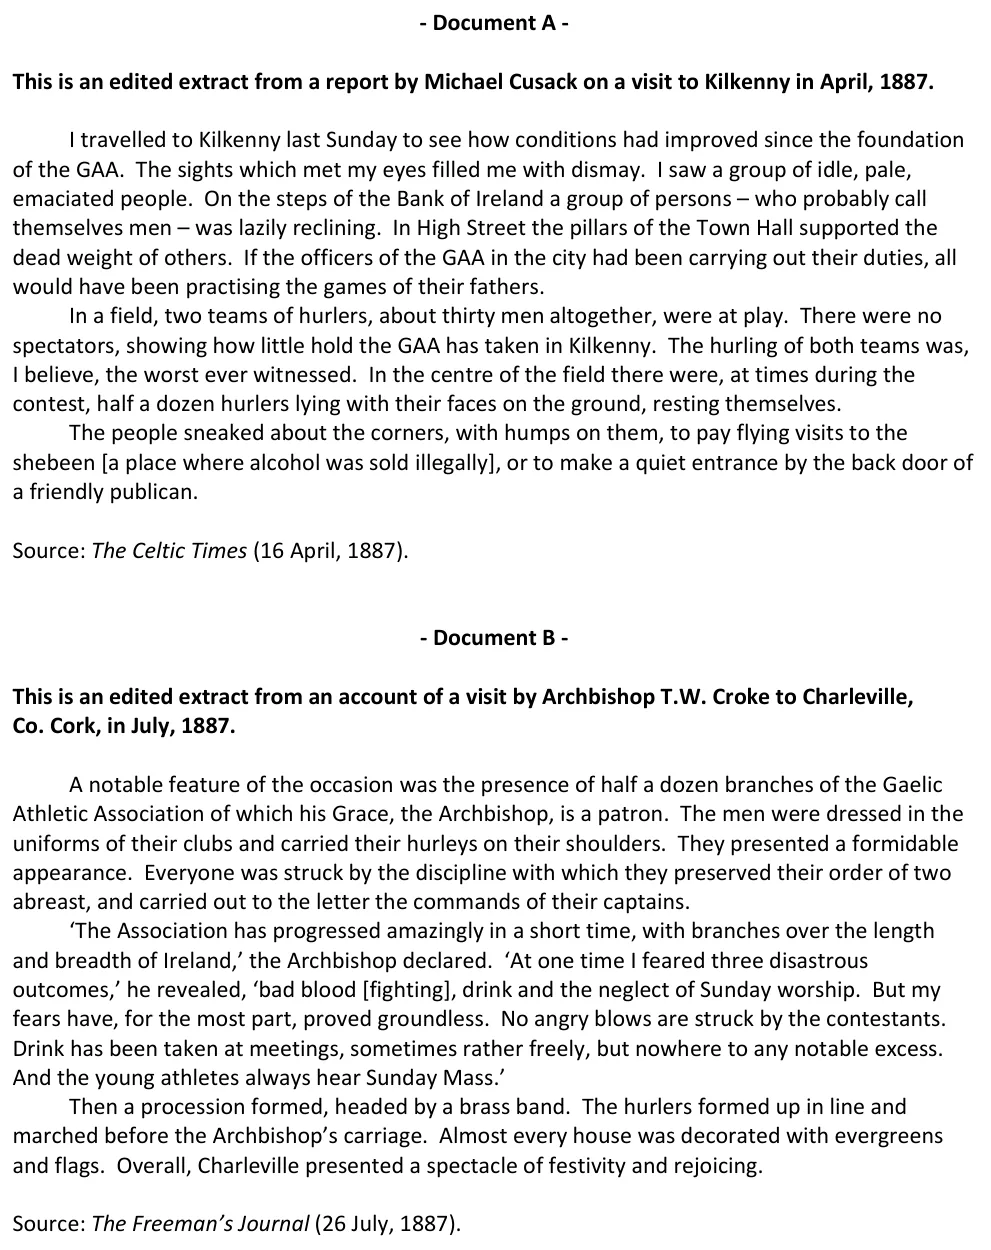 - Document A -
This is an edited extract from a report by Michael Cusack on a visit to Kilkenny in April, 1887.
I travelled to Kilkenny last Sunday to see how conditions had improved since the foundation
of the GAA. The sights which met my eyes filled me with dismay. I saw a group of idle, pale,
emaciated people. On the steps of the Bank of Ireland a group of persons – who probably call
themselves men – was lazily reclining. In High Street the pillars of the Town Hall supported the
dead weight of others. If the officers of the GAA in the city had been carrying out their duties, all
would have been practising the games of their fathers.
In a field, two teams of hurlers, about thirty men altogether, were at play. There were no
spectators, showing how little hold the GAA has taken in Kilkenny. The hurling of both teams was,
I believe, the worst ever witnessed. In the centre of the field there were, at times during the
contest, half a dozen hurlers lying with their faces on the ground, resting themselves.
The people sneaked about the corners, with humps on them, to pay flying visits to the
shebeen [a place where alcohol was sold illegally], or to make a quiet entrance by the back door of
a friendly publican.
Source: The Celtic Times (16 April, 1887).
- Document B -
This is an edited extract from an account of a visit by Archbishop T.W. Croke to Charleville,
Co. Cork, in July, 1887.
A notable feature of the occasion was the presence of half a dozen branches of the Gaelic
Athletic Association of which his Grace, the Archbishop, is a patron. The men were dressed in the
uniforms of their clubs and carried their hurleys on their shoulders. They presented a formidable
appearance. Everyone was struck by the discipline with which they preserved their order of two
abreast, and carried out to the letter the commands of their captains.
‘The Association has progressed amazingly in a short time, with branches over the length
and breadth of Ireland,’ the Archbishop declared. ‘At one time I feared three disastrous
outcomes,’ he revealed, ‘bad blood [fighting], drink and the neglect of Sunday worship. But my
fears have, for the most part, proved groundless. No angry blows are struck by the contestants.
Drink has been taken at meetings, sometimes rather freely, but nowhere to any notable excess.
And the young athletes always hear Sunday Mass.’
Then a procession formed, headed by a brass band. The hurlers formed up in line and
marched before the Archbishop’s carriage. Almost every house was decorated with evergreens
and flags. Overall, Charleville presented a spectacle of festivity and rejoicing.
Source: The Freeman’s Journal (26 July, 1887).